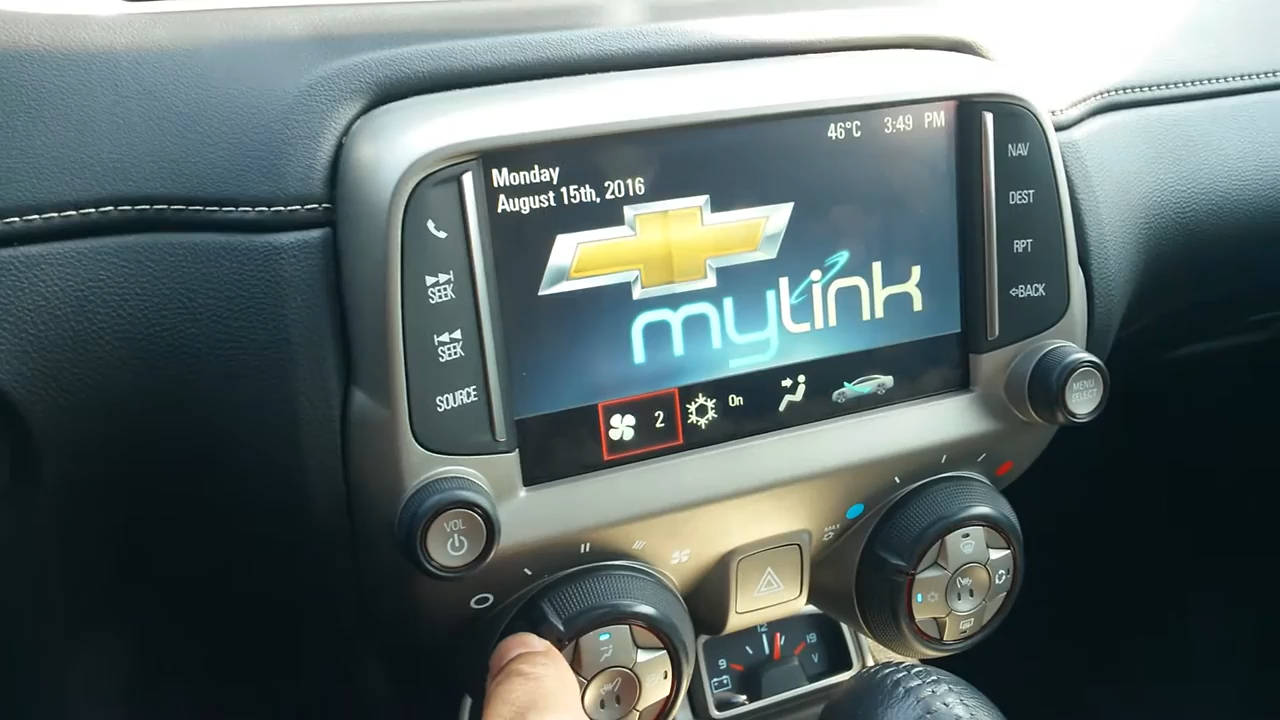 46°C 3:49 PM
Monday
August 15th, 2016
mylink
2
On
SEEK
SEEK
SOURCE
NAV
DEST
RPT
BACK
MENU
SELECT
VOL
MAX
9 12 19
V